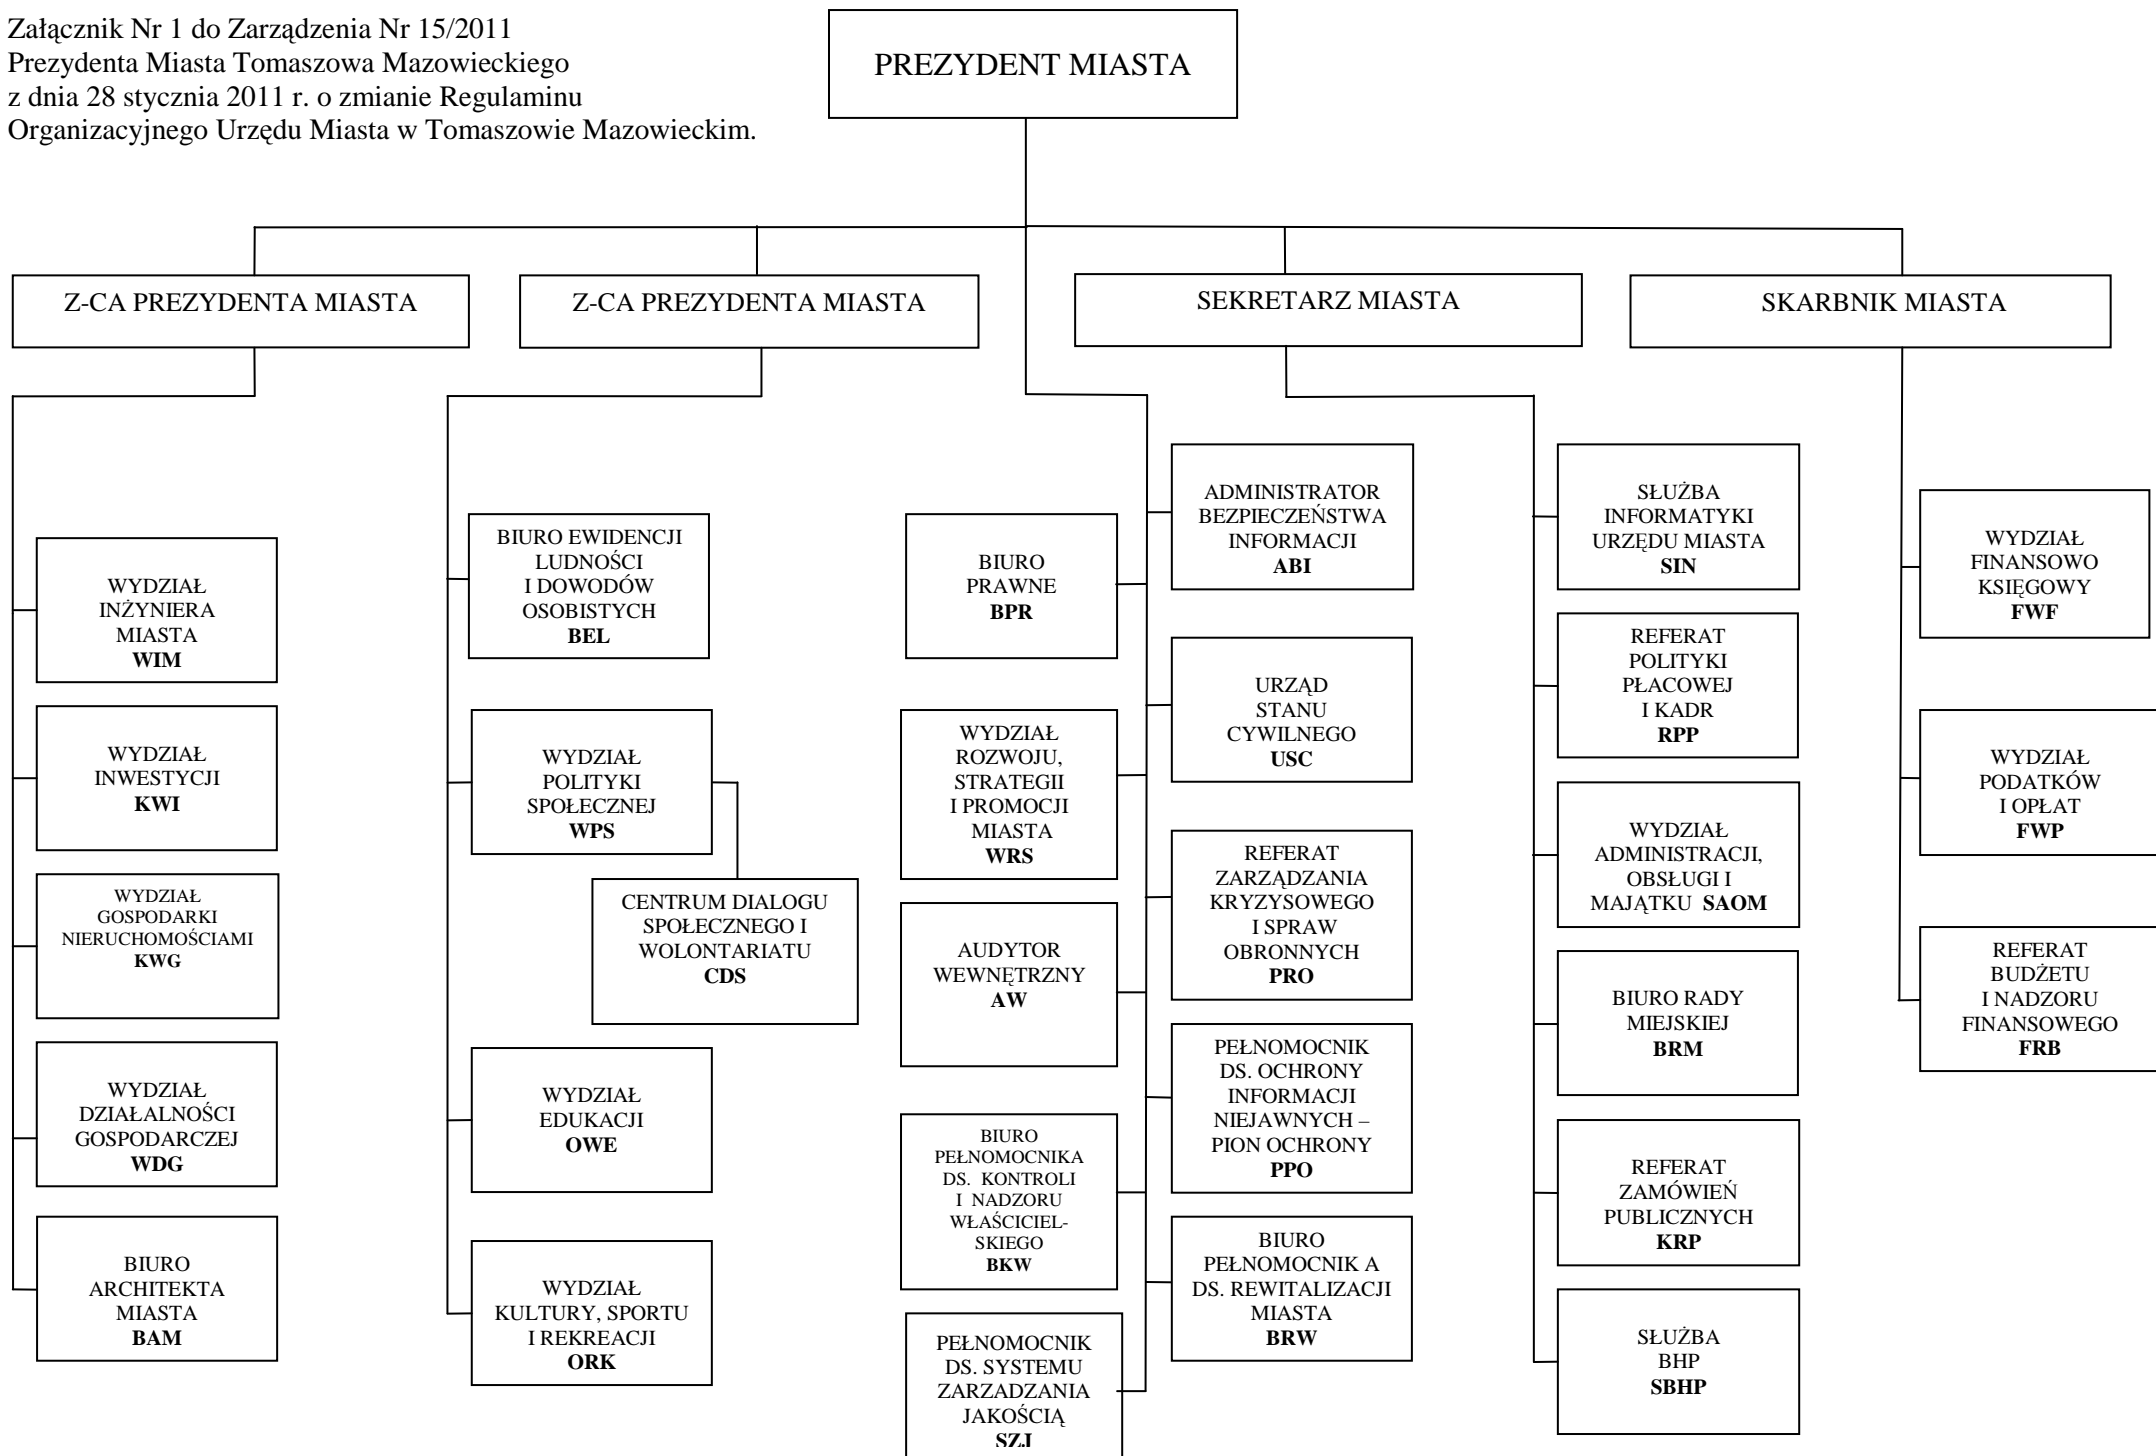 Załącznik Nr 1 do Zarządzenia Nr 15/2011
Prezydenta Miasta Tomaszowa Mazowieckiego
z dnia 28 stycznia 2011 r. o zmianie Regulaminu
Organizacyjnego Urzędu Miasta w Tomaszowie Mazowieckim.
PREZYDENT MIASTA
Z-CA PREZYDENTA MIASTA
Z-CA PREZYDENTA MIASTA
SEKRETARZ MIASTA
SKARBNIK MIASTA
WYDZIAŁ
INŻYNIERA
MIASTA
WIM
WYDZIAŁ
INWESTYCJI
KWI
WYDZIAŁ
GOSPODARKI
NIERUCHOMOŚCIAMI
KWG
WYDZIAŁ
DZIAŁALNOŚCI
GOSPODARCZEJ
WDG
BIURO
ARCHITEKTA
MIASTA
BAM
BIURO EWIDENCJI
LUDNOŚCI
I DOWODÓW
OSOBISTYCH
BEL
WYDZIAŁ
POLITYKI
SPOŁECZNEJ
WPS
CENTRUM DIALOGU
SPOŁECZNEGO I
WOLONTARIATU
CDS
WYDZIAŁ
EDUKACJI
OWE
WYDZIAŁ
KULTURY, SPORTU
I REKREACJI
ORK
BIURO
PRAWNE
BPR
WYDZIAŁ
ROZWOJU,
STRATEGII
I PROMOCJI
MIASTA
WRS
AUDYTOR
WEWNĘTRZNY
AW
BIURO
PEŁNOMOCNIKA
DS. KONTROLI
I NADZORU
WŁAŚCICIEL-
SKIEGO
BKW
PEŁNOMOCNIK
DS. SYSTEMU
ZARZADZANIA
JAKOŚCIĄ
SZJ
ADMINISTRATOR
BEZPIECZEŃSTWA
INFORMACJI
ABI
URZĄD
STANU
CYWILNEGO
USC
REFERAT
ZARZĄDZANIA
KRYZYSOWEGO
I SPRAW
OBRONNYCH
PRO
PEŁNOMOCNIK
DS. OCHRONY
INFORMACJI
NIEJAWNYCH –
PION OCHRONY
PPO
BIURO
PEŁNOMOCNIK A
DS. REWITALIZACJI
MIASTA
BRW
SŁUŻBA
INFORMATYKI
URZĘDU MIASTA
SIN
REFERAT
POLITYKI
PŁACOWEJ
I KADR
RPP
WYDZIAŁ
ADMINISTRACJI,
OBSŁUGI I
MAJĄTKU SAOM
BIURO RADY
MIEJSKIEJ
BRM
REFERAT
ZAMÓWIEŃ
PUBLICZNYCH
KRP
SŁUŻBA
BHP
SBHP
WYDZIAŁ
FINANSOWO
KSIĘGOWY
FWF
WYDZIAŁ
PODATKÓW
I OPŁAT
FWP
REFERAT
BUDŻETU
I NADZORU
FINANSOWEGO
FRB